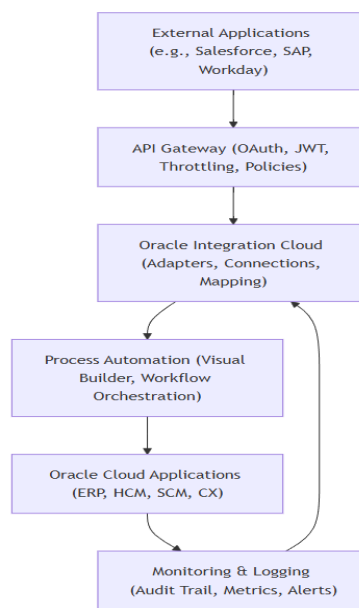 External Applications
(e.g., Salesforce, SAP,
Workday)
API Gateway (OAuth, JWT,
Throttling, Policies)
Oracle Integration Cloud
(Adapters, Connections,
Mapping)
Process Automation (Visual
Builder, Workflow
Orchestration)
Oracle Cloud Applications
(ERP, HCM, SCM, CX)
Monitoring & Logging
(Audit Trail, Metrics, Alerts)